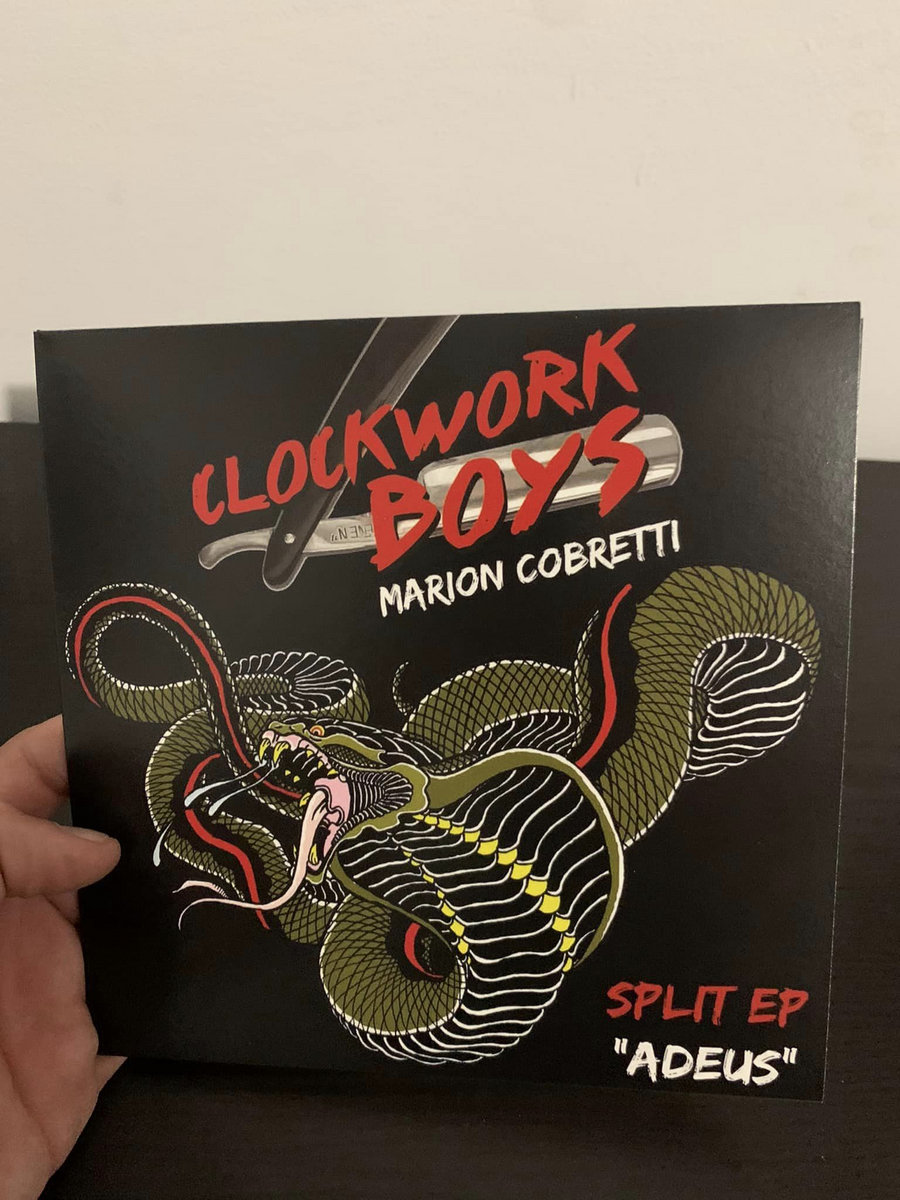 CLOCKWORK
BOYS
MARION COBRETTI
SPLIT EP
"ADEUS"